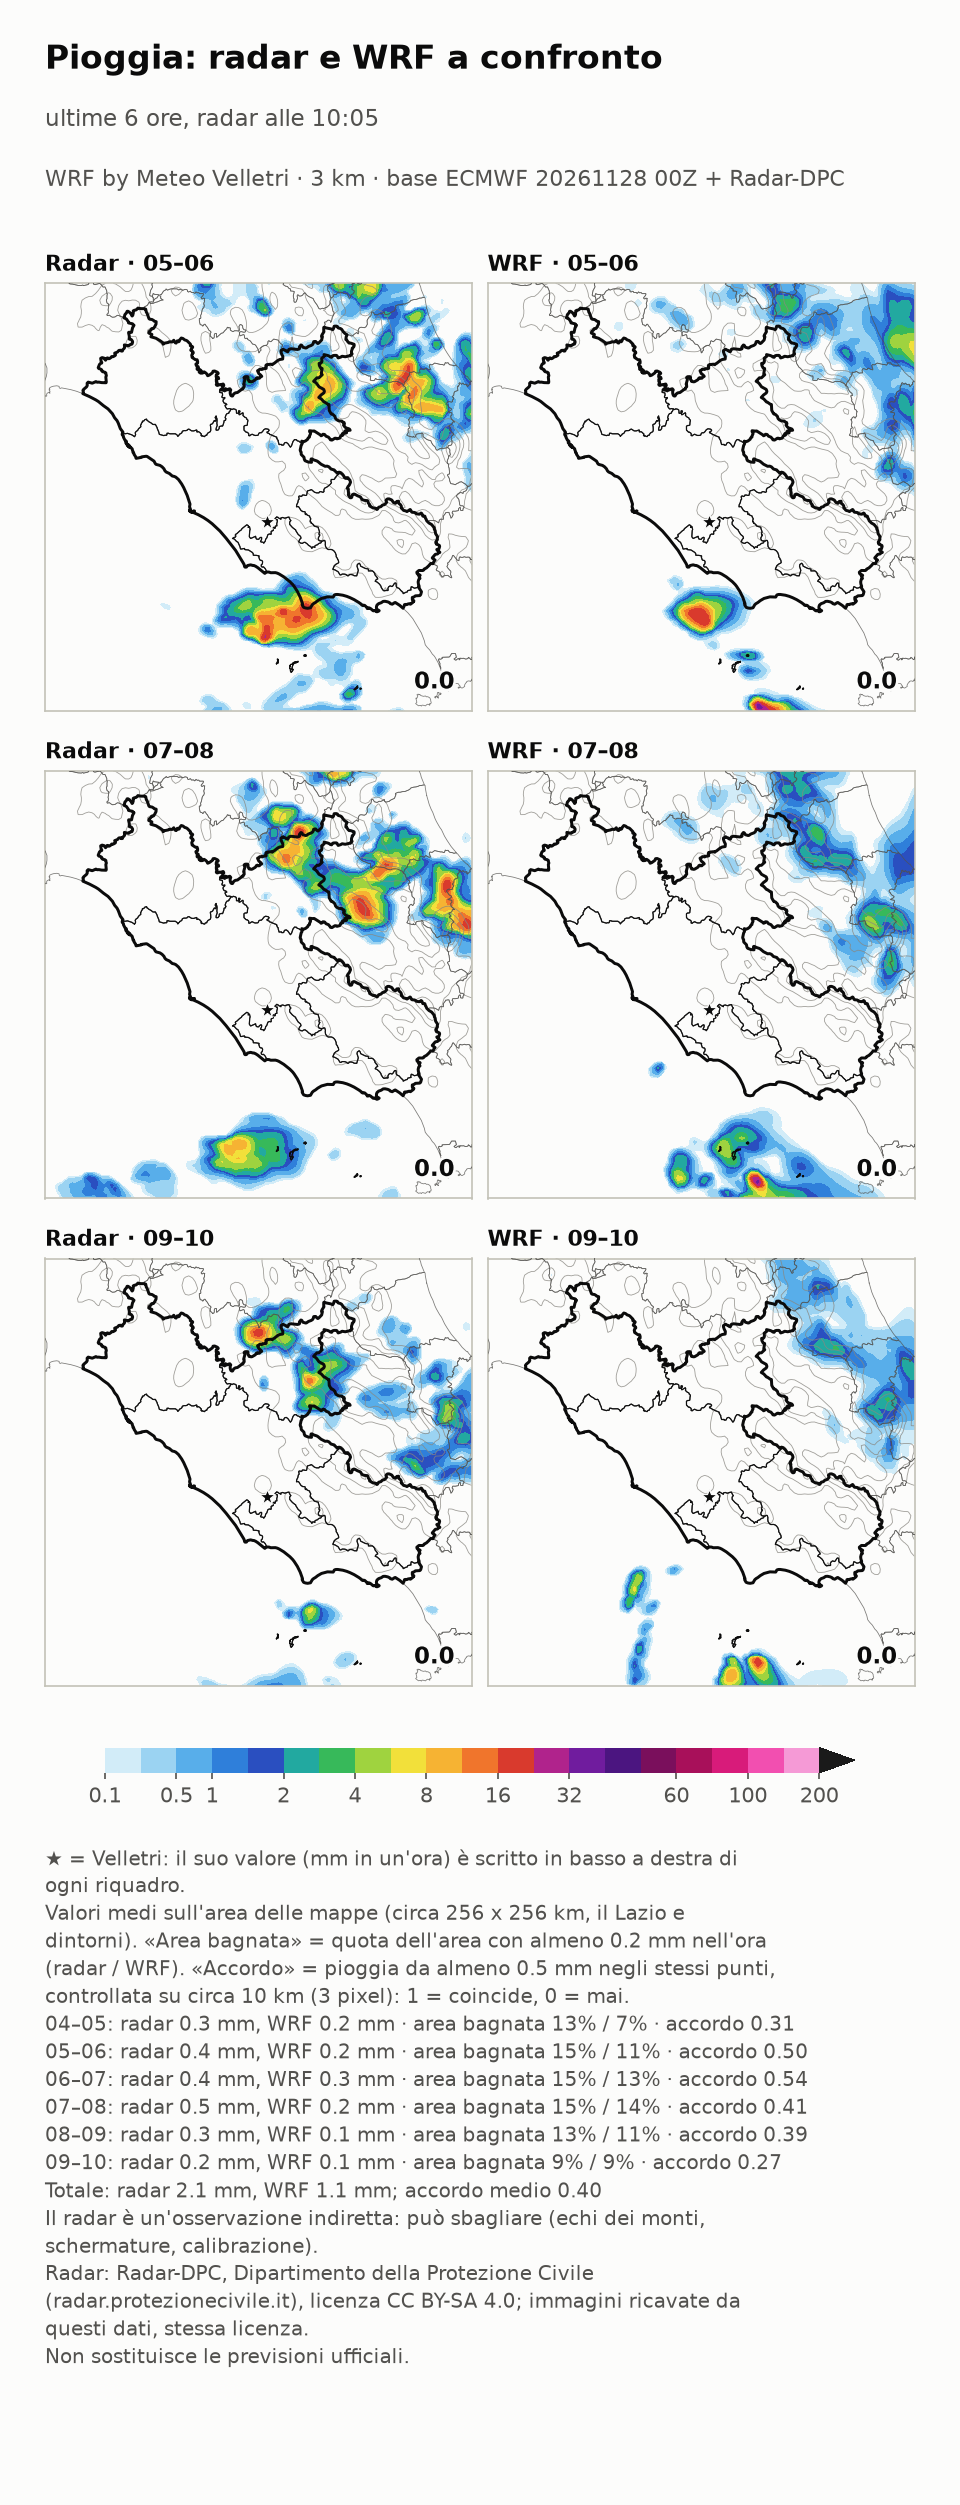 Pioggia: radar e WRF a confronto
ultime 6 ore, radar alle 10:05
WRF by Meteo Velletri · 3 km · base ECMWF 20261128 00Z + Radar-DPC
Radar · 05–06
WRF · 05–06
0.0
0.0
Radar · 07–08
WRF · 07–08
0.0
0.0
Radar · 09–10
WRF · 09–10
0.0
0.0
0.1 0.5 1 2 4 8 16 32 60 100 200
★ = Velletri: il suo valore (mm in un'ora) è scritto in basso a destra di
ogni riquadro.
Valori medi sull'area delle mappe (circa 256 x 256 km, il Lazio e
dintorni). «Area bagnata» = quota dell'area con almeno 0.2 mm nell'ora
(radar / WRF). «Accordo» = pioggia da almeno 0.5 mm negli stessi punti,
controllata su circa 10 km (3 pixel): 1 = coincide, 0 = mai.
04–05: radar 0.3 mm, WRF 0.2 mm · area bagnata 13% / 7% · accordo 0.31
05–06: radar 0.4 mm, WRF 0.2 mm · area bagnata 15% / 11% · accordo 0.50
06–07: radar 0.4 mm, WRF 0.3 mm · area bagnata 15% / 13% · accordo 0.54
07–08: radar 0.5 mm, WRF 0.2 mm · area bagnata 15% / 14% · accordo 0.41
08–09: radar 0.3 mm, WRF 0.1 mm · area bagnata 13% / 11% · accordo 0.39
09–10: radar 0.2 mm, WRF 0.1 mm · area bagnata 9% / 9% · accordo 0.27
Totale: radar 2.1 mm, WRF 1.1 mm; accordo medio 0.40
Il radar è un'osservazione indiretta: può sbagliare (echi dei monti,
schermature, calibrazione).
Radar: Radar-DPC, Dipartimento della Protezione Civile
(radar.protezionecivile.it), licenza CC BY-SA 4.0; immagini ricavate da
questi dati, stessa licenza.
Non sostituisce le previsioni ufficiali.